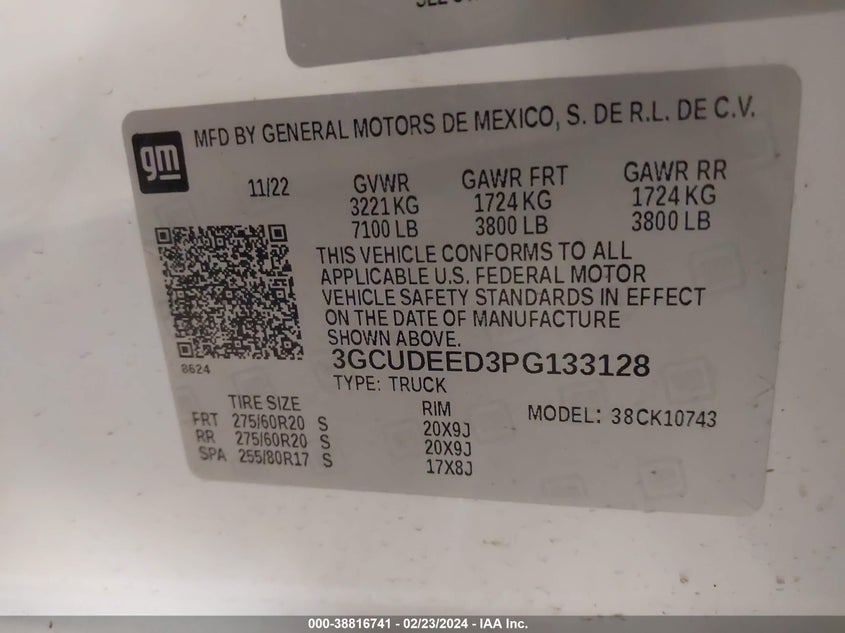 gm
MFD BY GENERAL MOTORS DE MEXICO, S. DE R.L. DE C.V.
11/22 GVWR GAWR FRT GAWR RR
3221 KG 1724 KG 1724 KG
7100 LB 3800 LB 3800 LB
THIS VEHICLE CONFORMS TO ALL
APPLICABLE U.S. FEDERAL MOTOR
VEHICLE SAFETY STANDARDS IN EFFECT
ON THE DATE OF MANUFACTURE
SHOWN ABOVE.
8624
3GCUDEED3PG133128
TYPE: TRUCK
TIRE SIZE RIM MODEL: 38CK10743
FRT 275/60R20 S 20X9J
RR 275/60R20 S 20X9J
SPA 255/80R17 S 17X8J
000-38816741 - 02/23/2024 - IAA Inc.